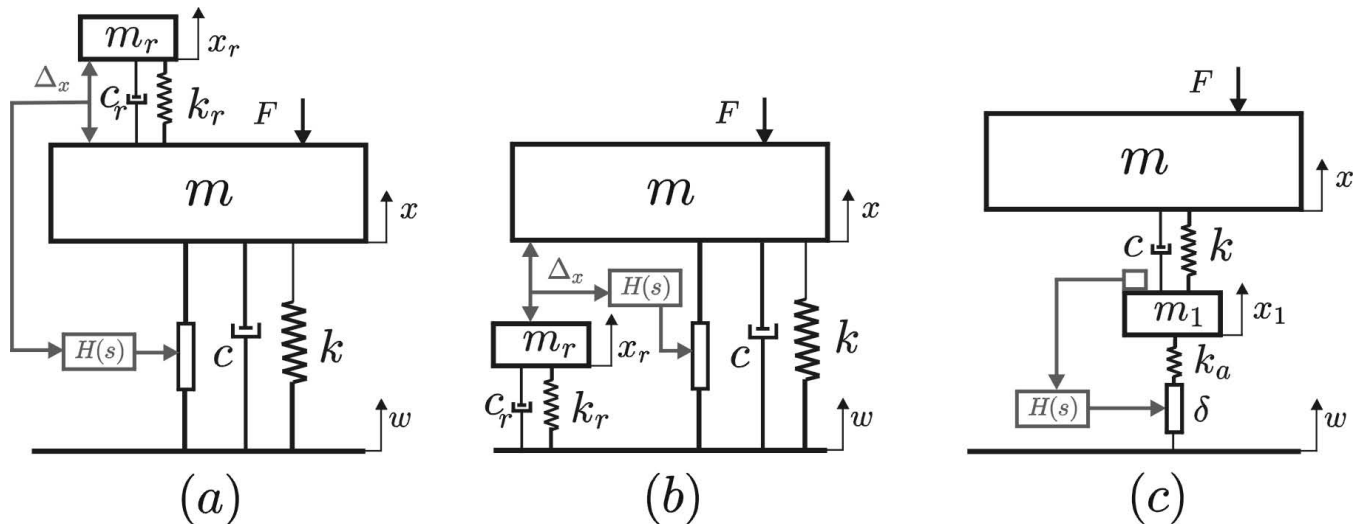 m_r
x_r
Δ_x
c_r
k_r
F
m
x
H(s)
c
k
w
(a)
F
m
x
Δ_x
H(s)
m_r
x_r
c_r
k_r
c
k
w
(b)
F
m
x
c
k
m_1
x_1
k_a
H(s)
δ
w
(c)